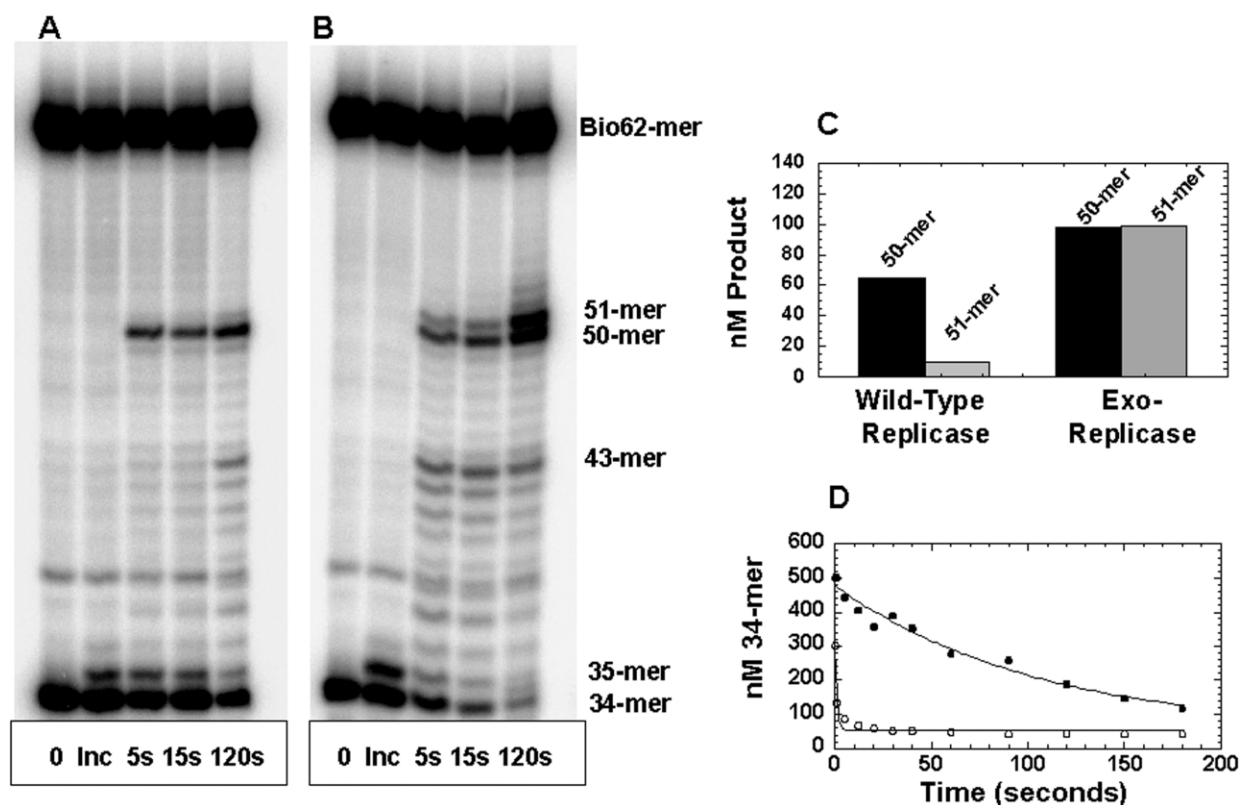 A
B
Bio62-mer
51-mer
50-mer
43-mer
35-mer
34-mer
0 Inc 5s 15s 120s
0 Inc 5s 15s 120s
C
nM Product
140
120
100
80
60
40
20
0
50-mer
51-mer
50-mer
51-mer
Wild-Type
Replicase
Exo-
Replicase
D
nM 34-mer
600
500
400
300
200
100
0
0 50 100 150 200
Time (seconds)